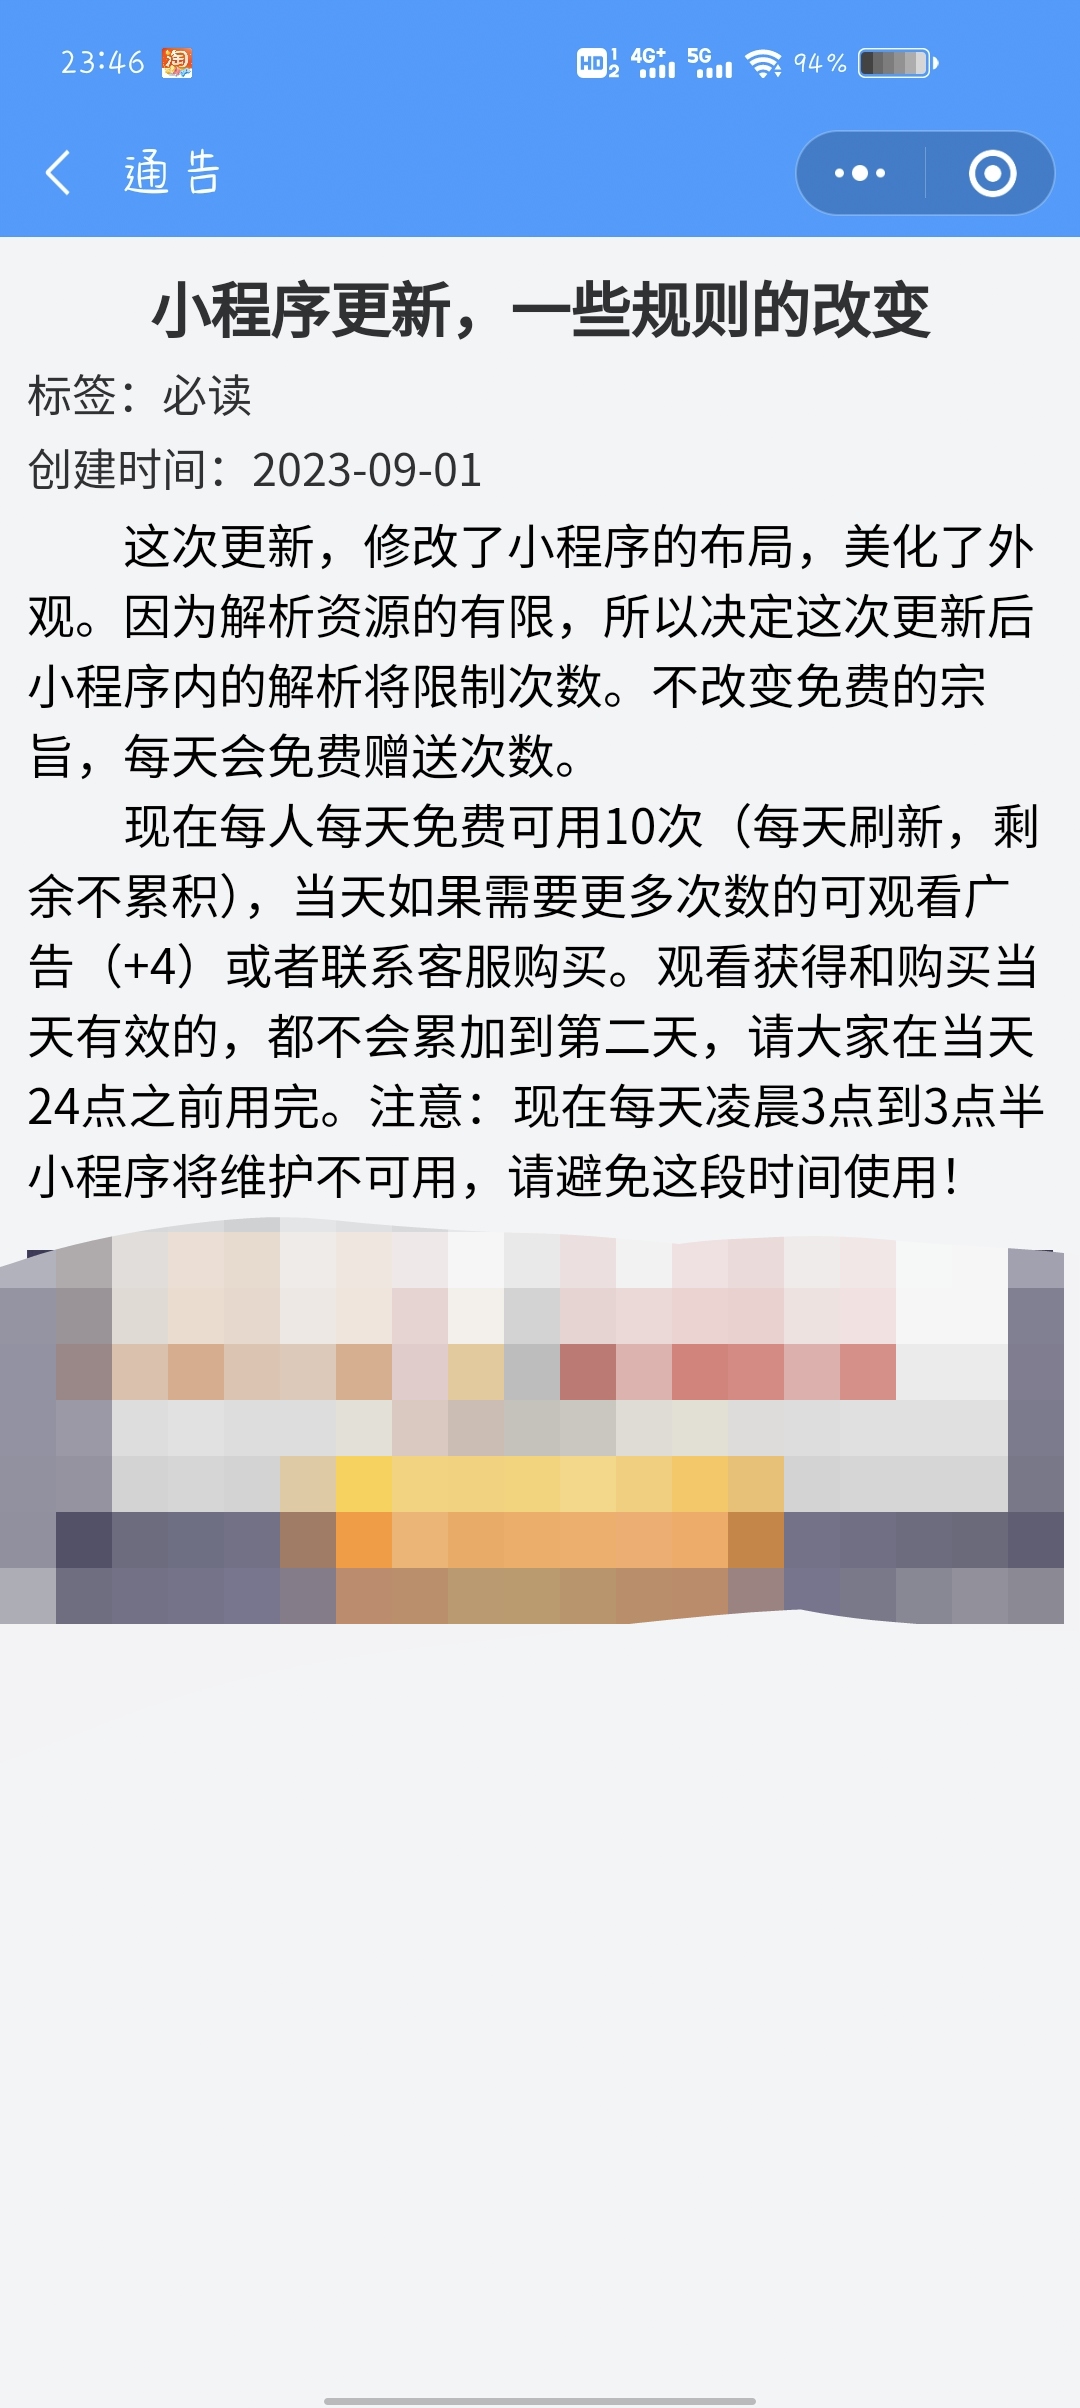 23:46 淘 HD 1 2 4G+ 5G 94%
通告
小程序更新，一些规则的改变
标签：必读
创建时间：2023-09-01
这次更新，修改了小程序的布局，美化了外
观。因为解析资源的有限，所以决定这次更新后
小程序内的解析将限制次数。不改变免费的宗
旨，每天会免费赠送次数。
现在每人每天免费可用10次（每天刷新，剩
余不累积），当天如果需要更多次数的可观看广
告（+4）或者联系客服购买。观看获得和购买当
天有效的，都不会累加到第二天，请大家在当天
24点之前用完。注意：现在每天凌晨3点到3点半
小程序将维护不可用，请避免这段时间使用！